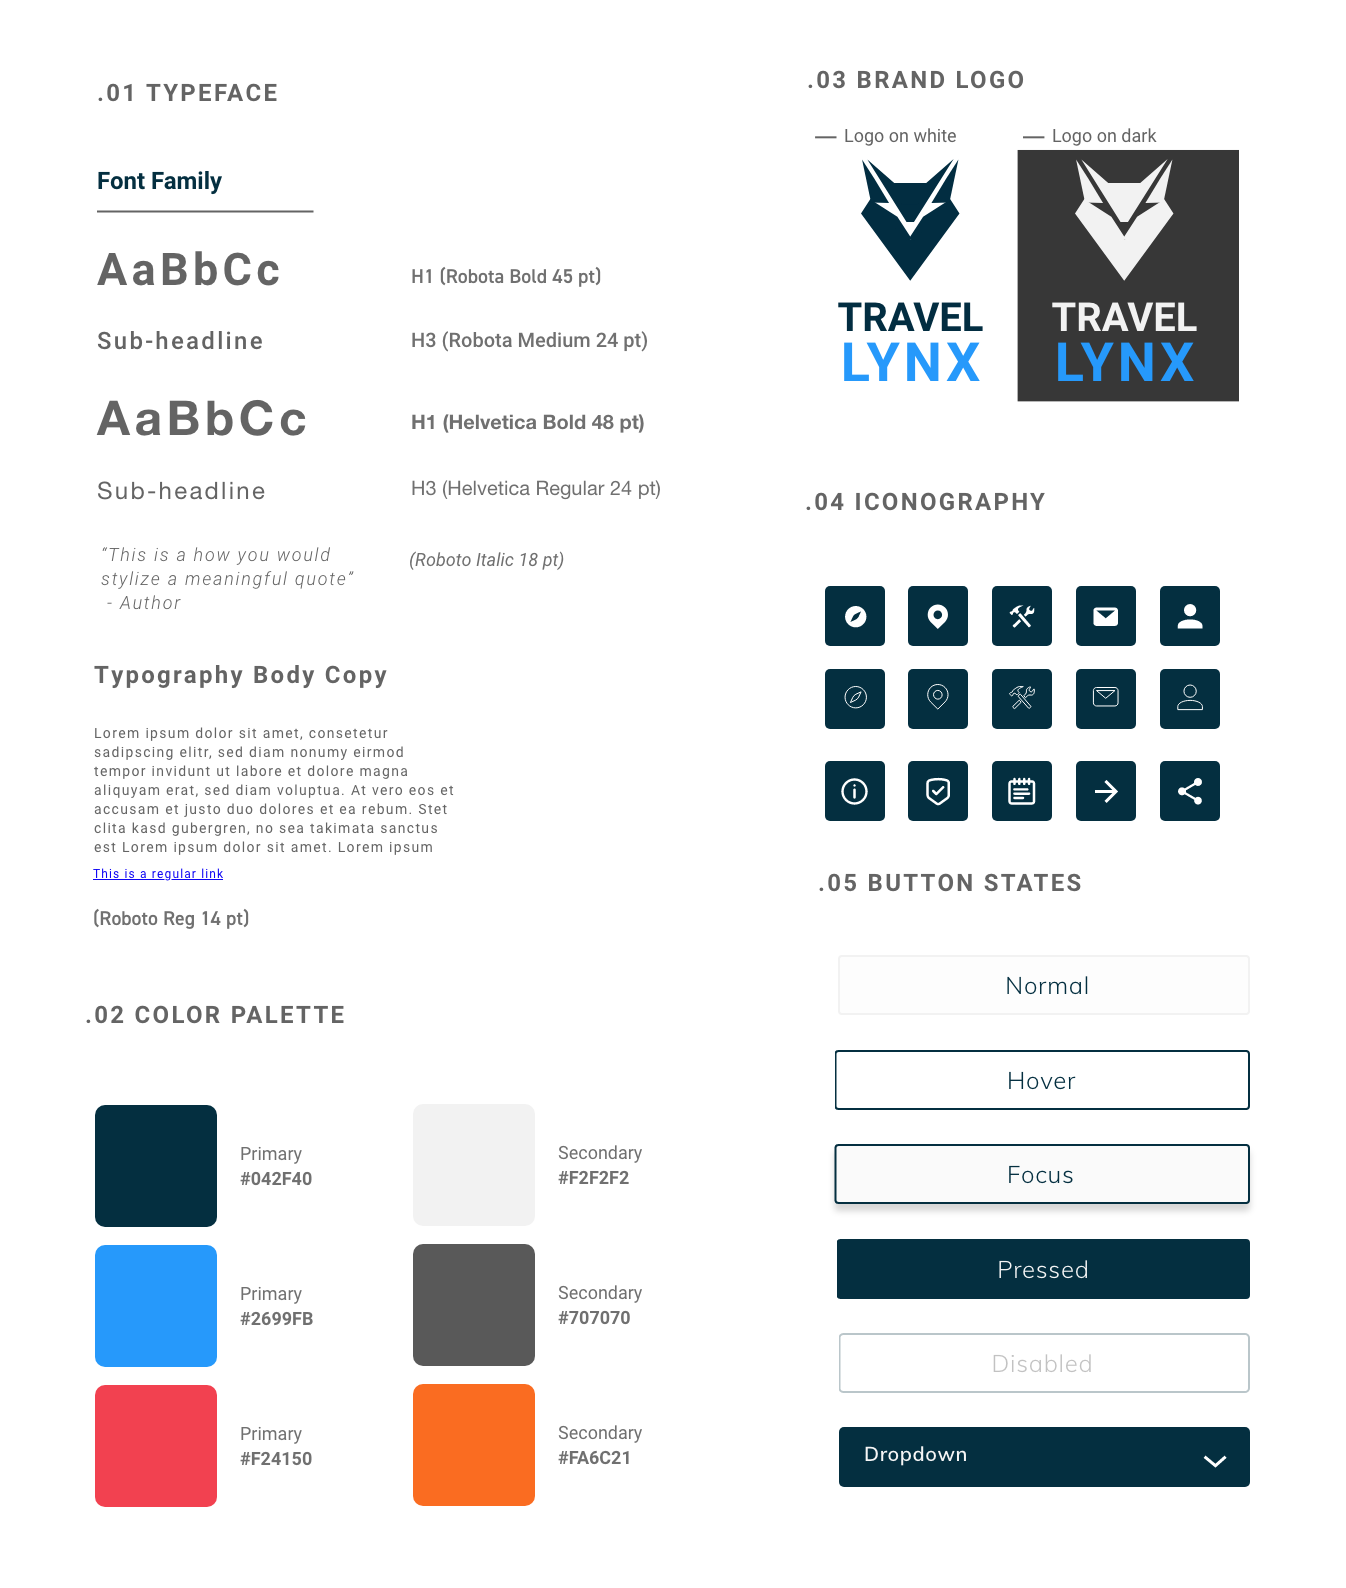 .01 TYPEFACE
Font Family
AaBbCc
H1 (Robota Bold 45 pt)
Sub-headline
H3 (Robota Medium 24 pt)
AaBbCc
H1 (Helvetica Bold 48 pt)
Sub-headline
H3 (Helvetica Regular 24 pt)
“This is a how you would
stylize a meaningful quote”
- Author
(Roboto Italic 18 pt)
Typography Body Copy
Lorem ipsum dolor sit amet, consetetur
sadipscing elitr, sed diam nonumy eirmod
tempor invidunt ut labore et dolore magna
aliquyam erat, sed diam voluptua. At vero eos et
accusam et justo duo dolores et ea rebum. Stet
clita kasd gubergren, no sea takimata sanctus
est Lorem ipsum dolor sit amet. Lorem ipsum
This is a regular link
(Roboto Reg 14 pt)
.02 COLOR PALETTE
Primary
#042F40
Secondary
#F2F2F2
Primary
#2699FB
Secondary
#707070
Primary
#F24150
Secondary
#FA6C21
.03 BRAND LOGO
Logo on white
TRAVEL
LYNX
Logo on dark
TRAVEL
LYNX
.04 ICONOGRAPHY
.05 BUTTON STATES
Normal
Hover
Focus
Pressed
Disabled
Dropdown